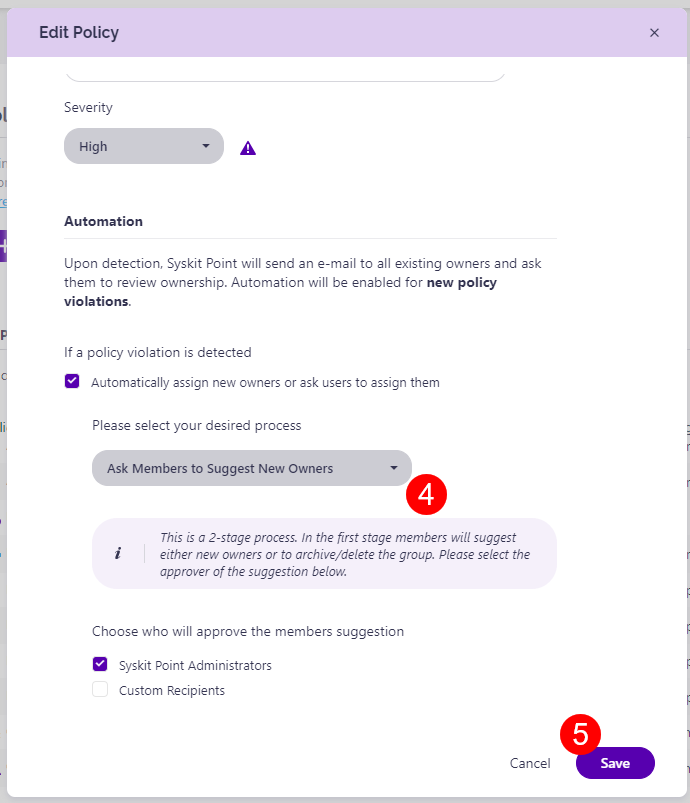 Edit Policy
×
Severity
High
Automation
Upon detection, Syskit Point will send an e-mail to all existing owners and ask
them to review ownership. Automation will be enabled for new policy
violations.
If a policy violation is detected
Automatically assign new owners or ask users to assign them
Please select your desired process
Ask Members to Suggest New Owners
4
i
This is a 2-stage process. In the first stage members will suggest
either new owners or to archive/delete the group. Please select the
approver of the suggestion below.
Choose who will approve the members suggestion
Syskit Point Administrators
Custom Recipients
5
Cancel
Save